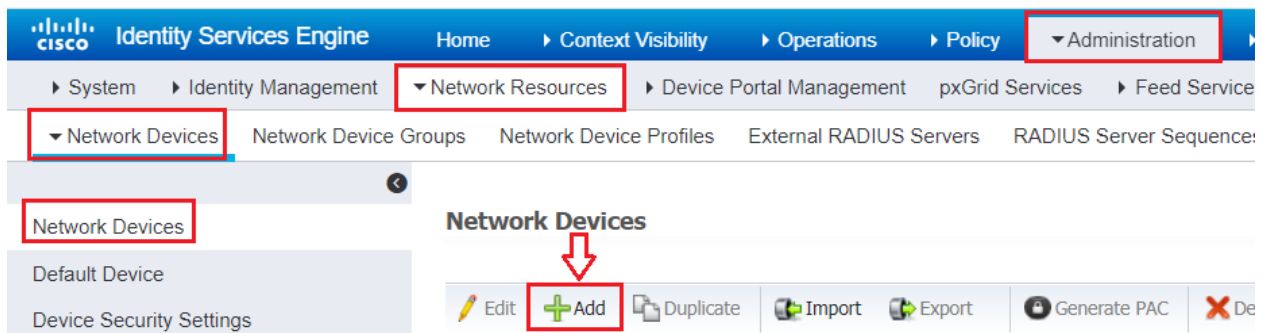 CISCO Identity Services Engine Home Context Visibility Operations Policy Administration
System Identity Management Network Resources Device Portal Management pxGrid Services Feed Service
Network Devices Network Device Groups Network Device Profiles External RADIUS Servers RADIUS Server Sequences
Network Devices
Default Device
Device Security Settings
Network Devices
Edit Add Duplicate Import Export Generate PAC De